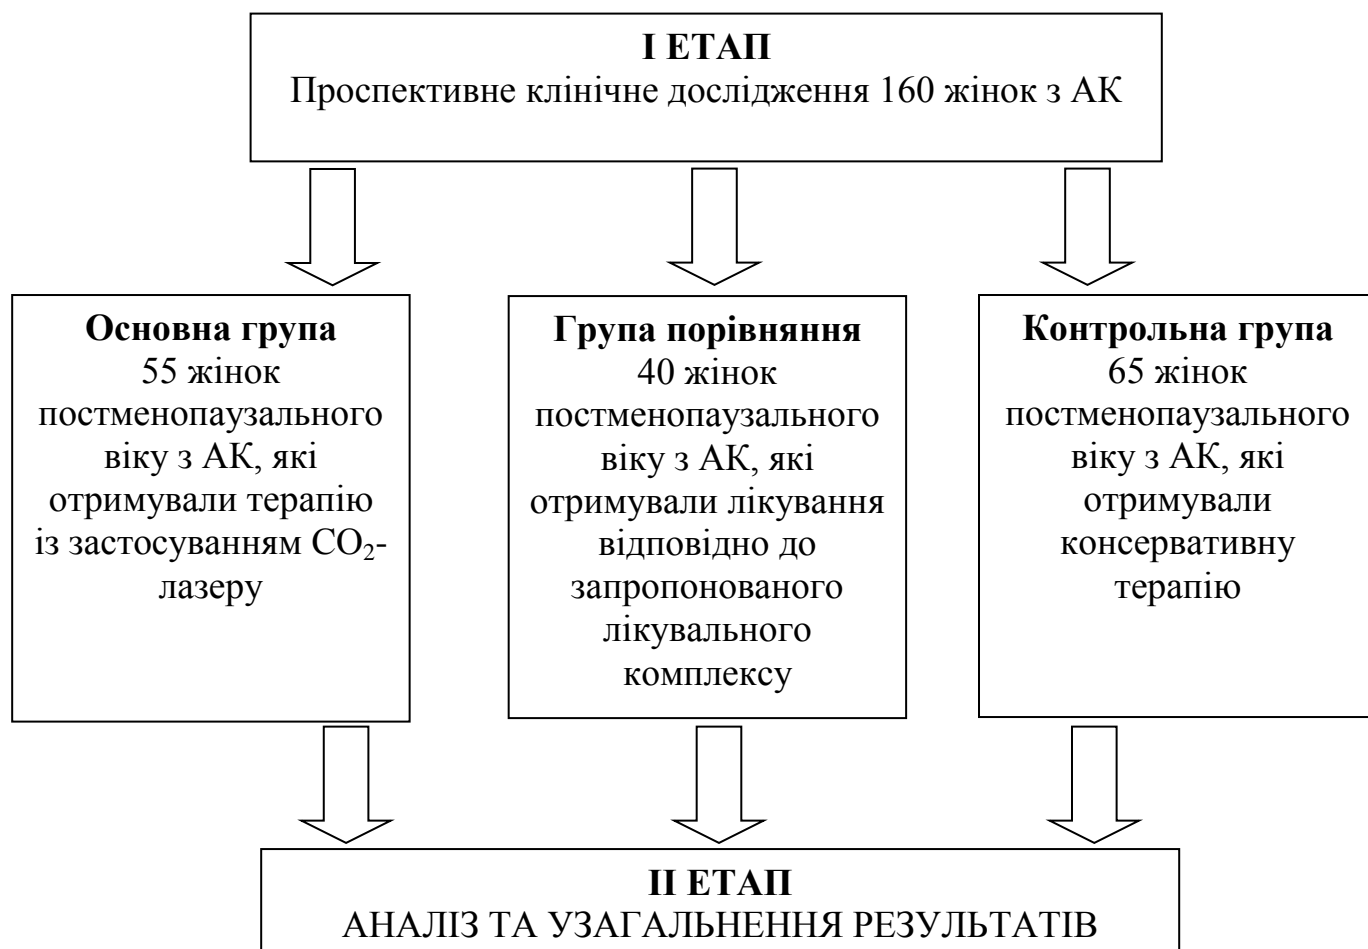 І ЕТАП
Проспективне клінічне дослідження 160 жінок з АК
Основна група
55 жінок
постменопаузального
віку з АК, які
отримували терапію
із застосуванням CO₂-
лазеру
Група порівняння
40 жінок
постменопаузального
віку з АК, які
отримували лікування
відповідно до
запропонованого
лікувального
комплексу
Контрольна група
65 жінок
постменопаузального
віку з АК, які
отримували
консервативну
терапію
ІІ ЕТАП
АНАЛІЗ ТА УЗАГАЛЬНЕННЯ РЕЗУЛЬТАТІВ